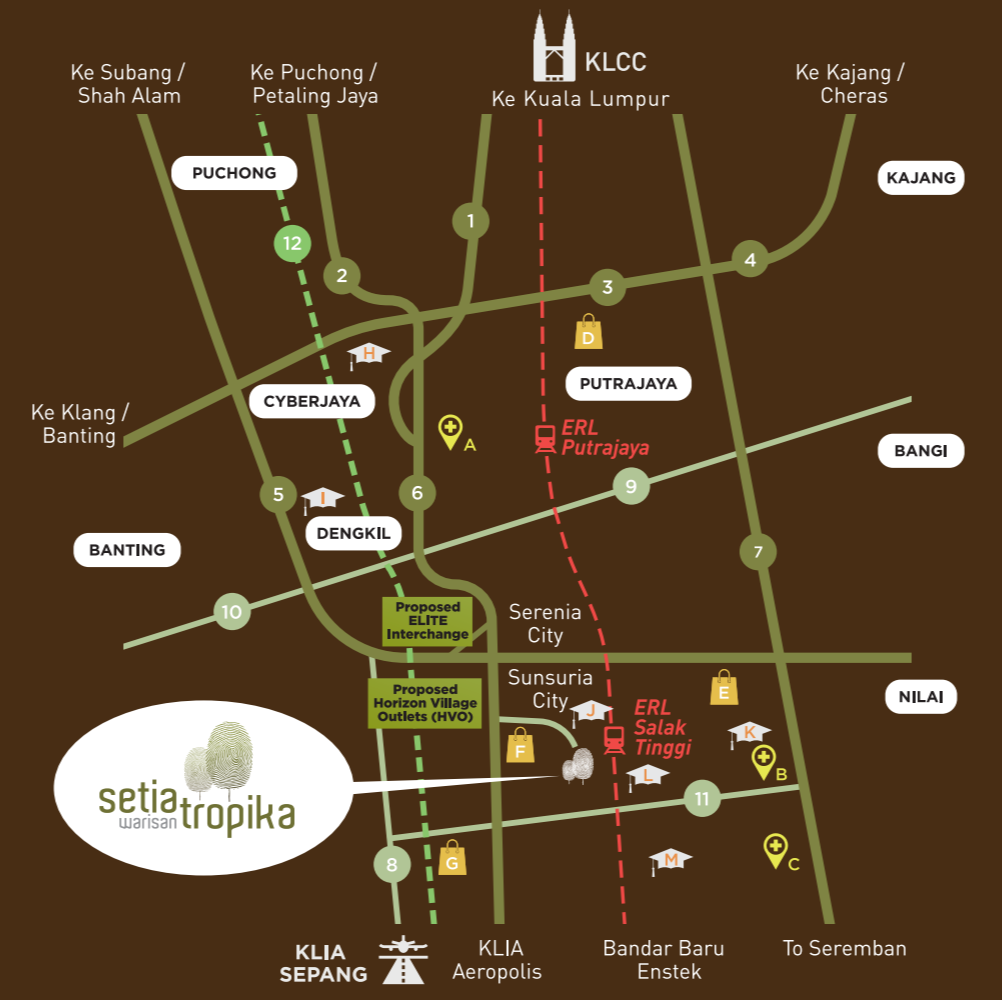 KLCC
Ke Subang /
Shah Alam
Ke Puchong /
Petaling Jaya
Ke Kuala Lumpur
Ke Kajang /
Cheras
PUCHONG
KAJANG
1
12
2
4
3
D
H
PUTRAJAYA
CYBERJAYA
Ke Klang /
Banting
A
ERL
Putrajaya
BANGI
9
5
I
6
DENGKIL
BANTING
7
10
Proposed
ELITE
Interchange
Serenia
City
Sunsuria
City
Proposed
Horizon Village
Outlets (HVO)
E
NILAI
J
ERL
Salak
Tinggi
K
F
B
L
setia
warisan
tropika
11
G
8
M
C
KLIA
SEPANG
KLIA
Aeropolis
Bandar Baru
Enstek
To Seremban